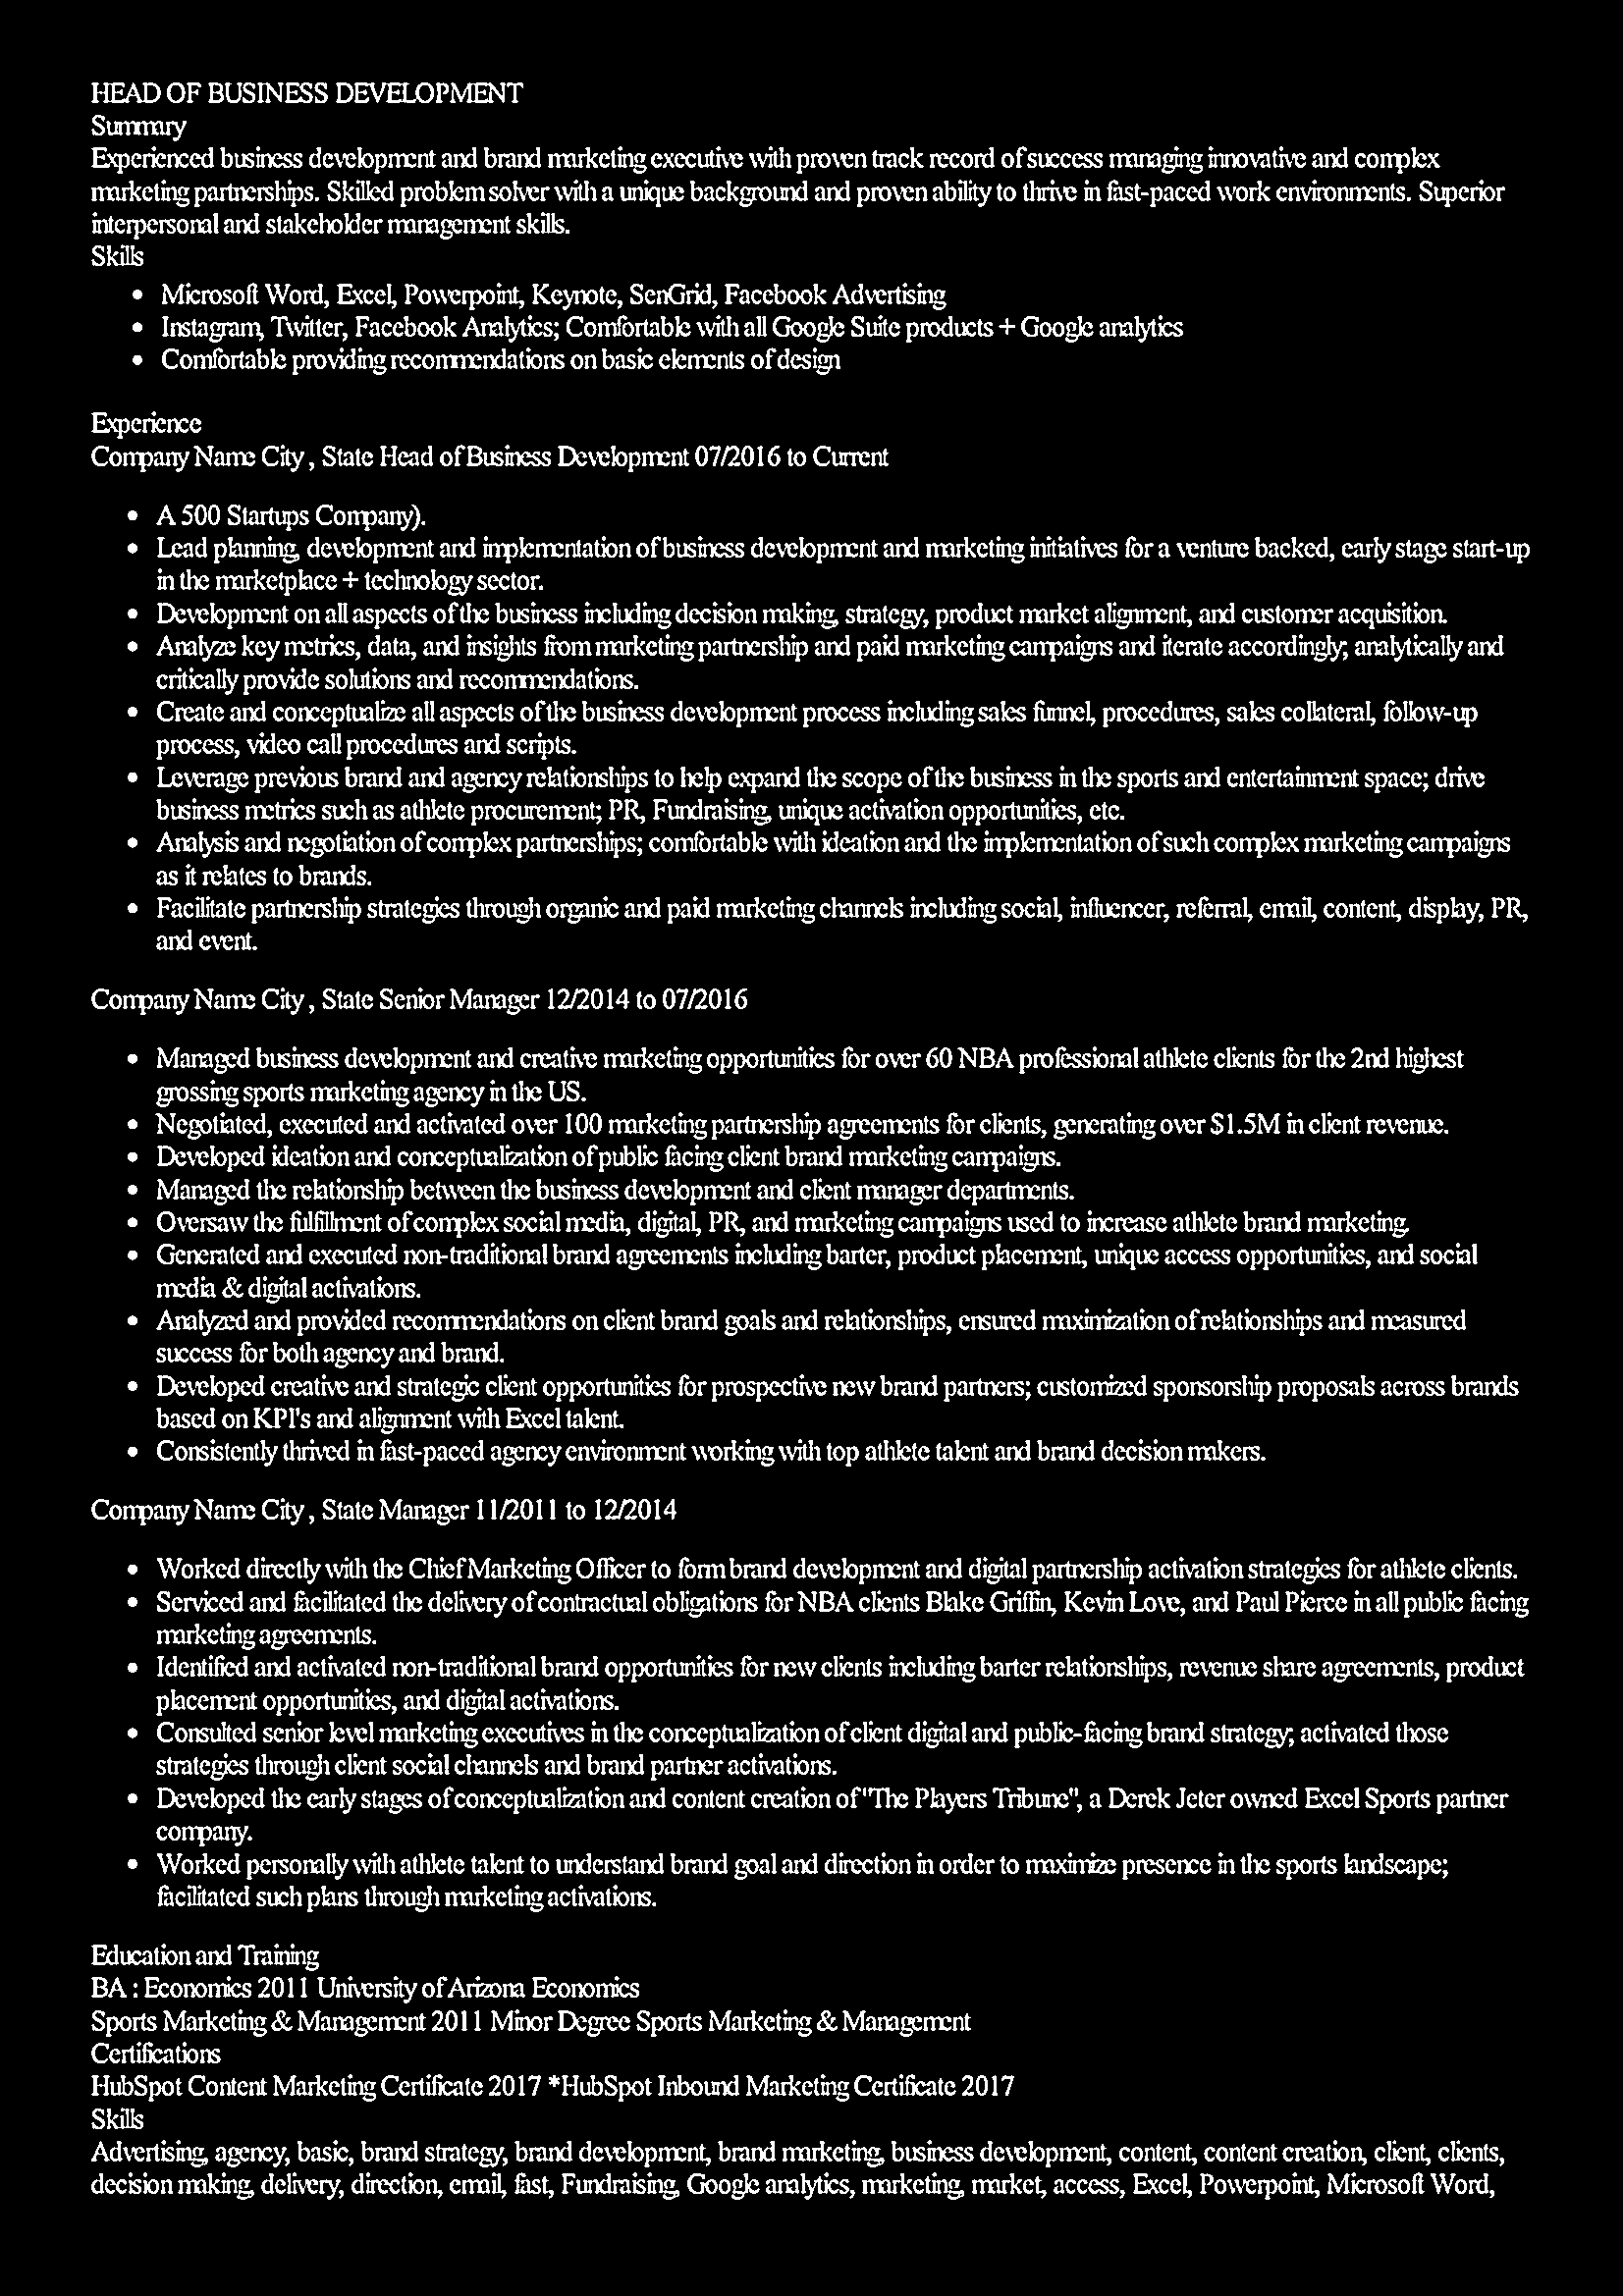 HEAD OF BUSINESS DEVELOPMENT
Summary
Experienced business development and brand marketing executive with proven track record of success managing innovative and complex
marketing partnerships. Skilled problem solver with a unique background and proven ability to thrive in fast-paced work environments. Superior
interpersonal and stakeholder management skills.
Skills
• Microsoft Word, Excel, Powerpoint, Keynote, SenGrid, Facebook Advertising
• Instagram, Twitter, Facebook Analytics; Comfortable with all Google Suite products + Google analytics
• Comfortable providing recommendations on basic elements of design
Experience
Company Name City , State Head of Business Development 07/2016 to Current
• A 500 Startups Company).
• Lead planning, development and implementation of business development and marketing initiatives for a venture backed, early stage start-up
in the marketplace + technology sector.
• Development on all aspects of the business including decision making, strategy, product market alignment, and customer acquisition.
• Analyze key metrics, data, and insights from marketing partnership and paid marketing campaigns and iterate accordingly; analytically and
critically provide solutions and recommendations.
• Create and conceptualize all aspects of the business development process including sales funnel, procedures, sales collateral, follow-up
process, video call procedures and scripts.
• Leverage previous brand and agency relationships to help expand the scope of the business in the sports and entertainment space; drive
business metrics such as athlete procurement; PR, Fundraising, unique activation opportunities, etc.
• Analysis and negotiation of complex partnerships; comfortable with ideation and the implementation of such complex marketing campaigns
as it relates to brands.
• Facilitate partnership strategies through organic and paid marketing channels including social, influencer, referral, email, content, display, PR,
and event.
Company Name City , State Senior Manager 12/2014 to 07/2016
• Managed business development and creative marketing opportunities for over 60 NBA professional athlete clients for the 2nd highest
grossing sports marketing agency in the US.
• Negotiated, executed and activated over 100 marketing partnership agreements for clients, generating over $1.5M in client revenue.
• Developed ideation and conceptualization of public facing client brand marketing campaigns.
• Managed the relationship between the business development and client manager departments.
• Oversaw the fulfillment of complex social media, digital, PR, and marketing campaigns used to increase athlete brand marketing.
• Generated and executed non-traditional brand agreements including barter, product placement, unique access opportunities, and social
media & digital activations.
• Analyzed and provided recommendations on client brand goals and relationships, ensured maximization of relationships and measured
success for both agency and brand.
• Developed creative and strategic client opportunities for prospective new brand partners; customized sponsorship proposals across brands
based on KPI's and alignment with Excel talent.
• Consistently thrived in fast-paced agency environment working with top athlete talent and brand decision makers.
Company Name City , State Manager 11/2011 to 12/2014
• Worked directly with the Chief Marketing Officer to form brand development and digital partnership activation strategies for athlete clients.
• Serviced and facilitated the delivery of contractual obligations for NBA clients Blake Griffin, Kevin Love, and Paul Pierce in all public facing
marketing agreements.
• Identified and activated non-traditional brand opportunities for new clients including barter relationships, revenue share agreements, product
placement opportunities, and digital activations.
• Consulted senior level marketing executives in the conceptualization of client digital and public-facing brand strategy; activated those
strategies through client social channels and brand partner activations.
• Developed the early stages of conceptualization and content creation of "The Players Tribune", a Derek Jeter owned Excel Sports partner
company.
• Worked personally with athlete talent to understand brand goal and direction in order to maximize presence in the sports landscape;
facilitated such plans through marketing activations.
Education and Training
BA : Economics 2011 University of Arizona Economics
Sports Marketing & Management 2011 Minor Degree Sports Marketing & Management
Certifications
HubSpot Content Marketing Certificate 2017 *HubSpot Inbound Marketing Certificate 2017
Skills
Advertising, agency, basic, brand strategy, brand development, brand marketing, business development, content, content creation, client, clients,
decision making, delivery, direction, email, fast, Fundraising, Google analytics, marketing, market, access, Excel, Powerpoint, Microsoft Word,